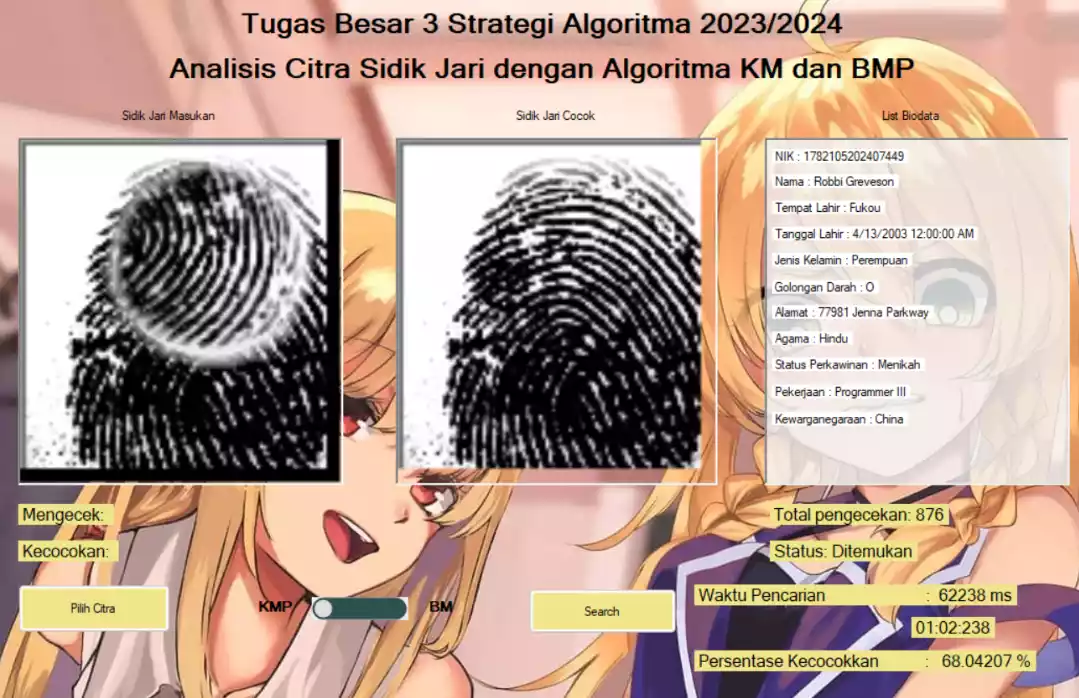 Tugas Besar 3 Strategi Algoritma 2023/2024
Analisis Citra Sidik Jari dengan Algoritma KM dan BMP
Sidik Jari Masukan
Sidik Jari Cocok
List Biodata
NIK : 1782105202407449
Nama : Robbi Greveson
Tempat Lahir : Fukou
Tanggal Lahir : 4/13/2003 12:00:00 AM
Jenis Kelamin : Perempuan
Golongan Darah : O
Alamat : 77981 Jenna Parkway
Agama : Hindu
Status Perkawinan : Menikah
Pekerjaan : Programmer III
Kewarganegaraan : China
Mengecek:
Kecocokan:
Total pengecekan: 876
Status: Ditemukan
Pilih Citra
KMP
BM
Search
Waktu Pencarian : 62238 ms
01:02:238
Persentase Kecocokkan : 68.04207 %